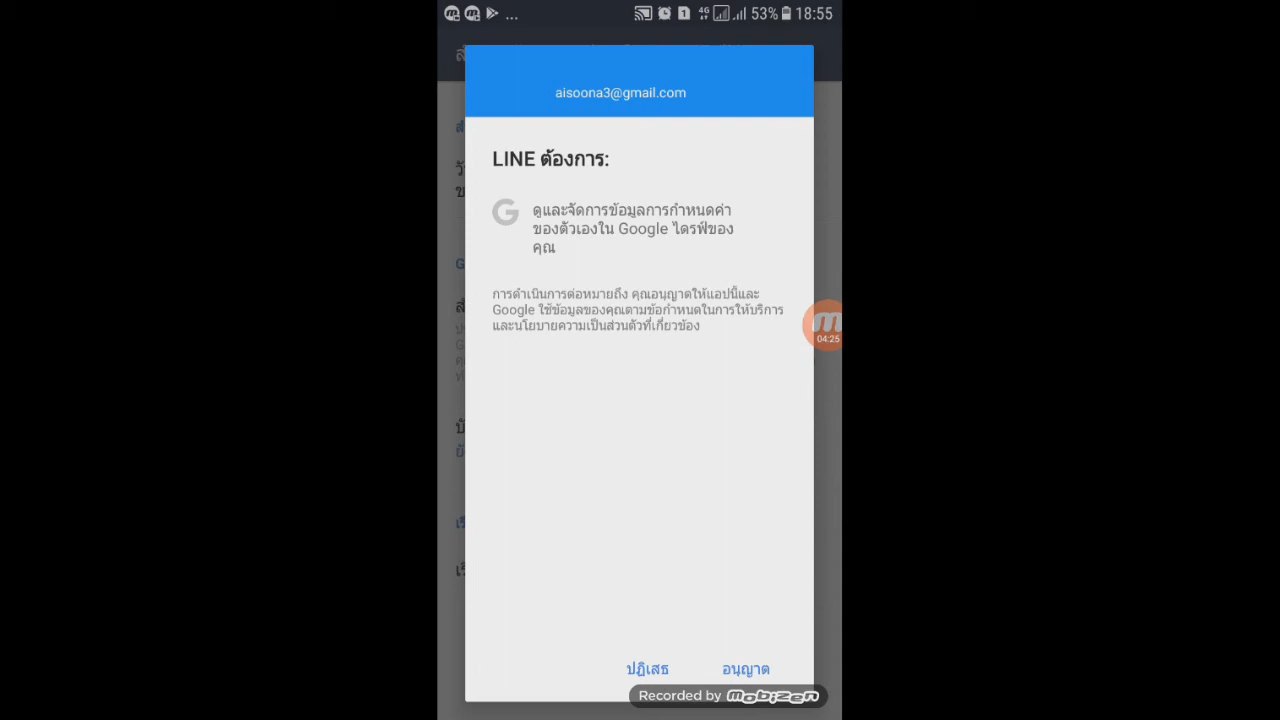 ... 1 4G 53% 18:55
aisoona3@gmail.com
LINE ต้องการ:
ดูและจัดการข้อมูลการกำหนดค่า
ของตัวเองใน Google ไดรฟ์ของ
คุณ
การดำเนินการต่อหมายถึง คุณอนุญาตให้แอปนี้และ
Google ใช้ข้อมูลของคุณตามข้อกำหนดในการให้บริการ
และนโยบายความเป็นส่วนตัวที่เกี่ยวข้อง
04:25
ปฏิเสธ อนุญาต
Recorded by mobizen